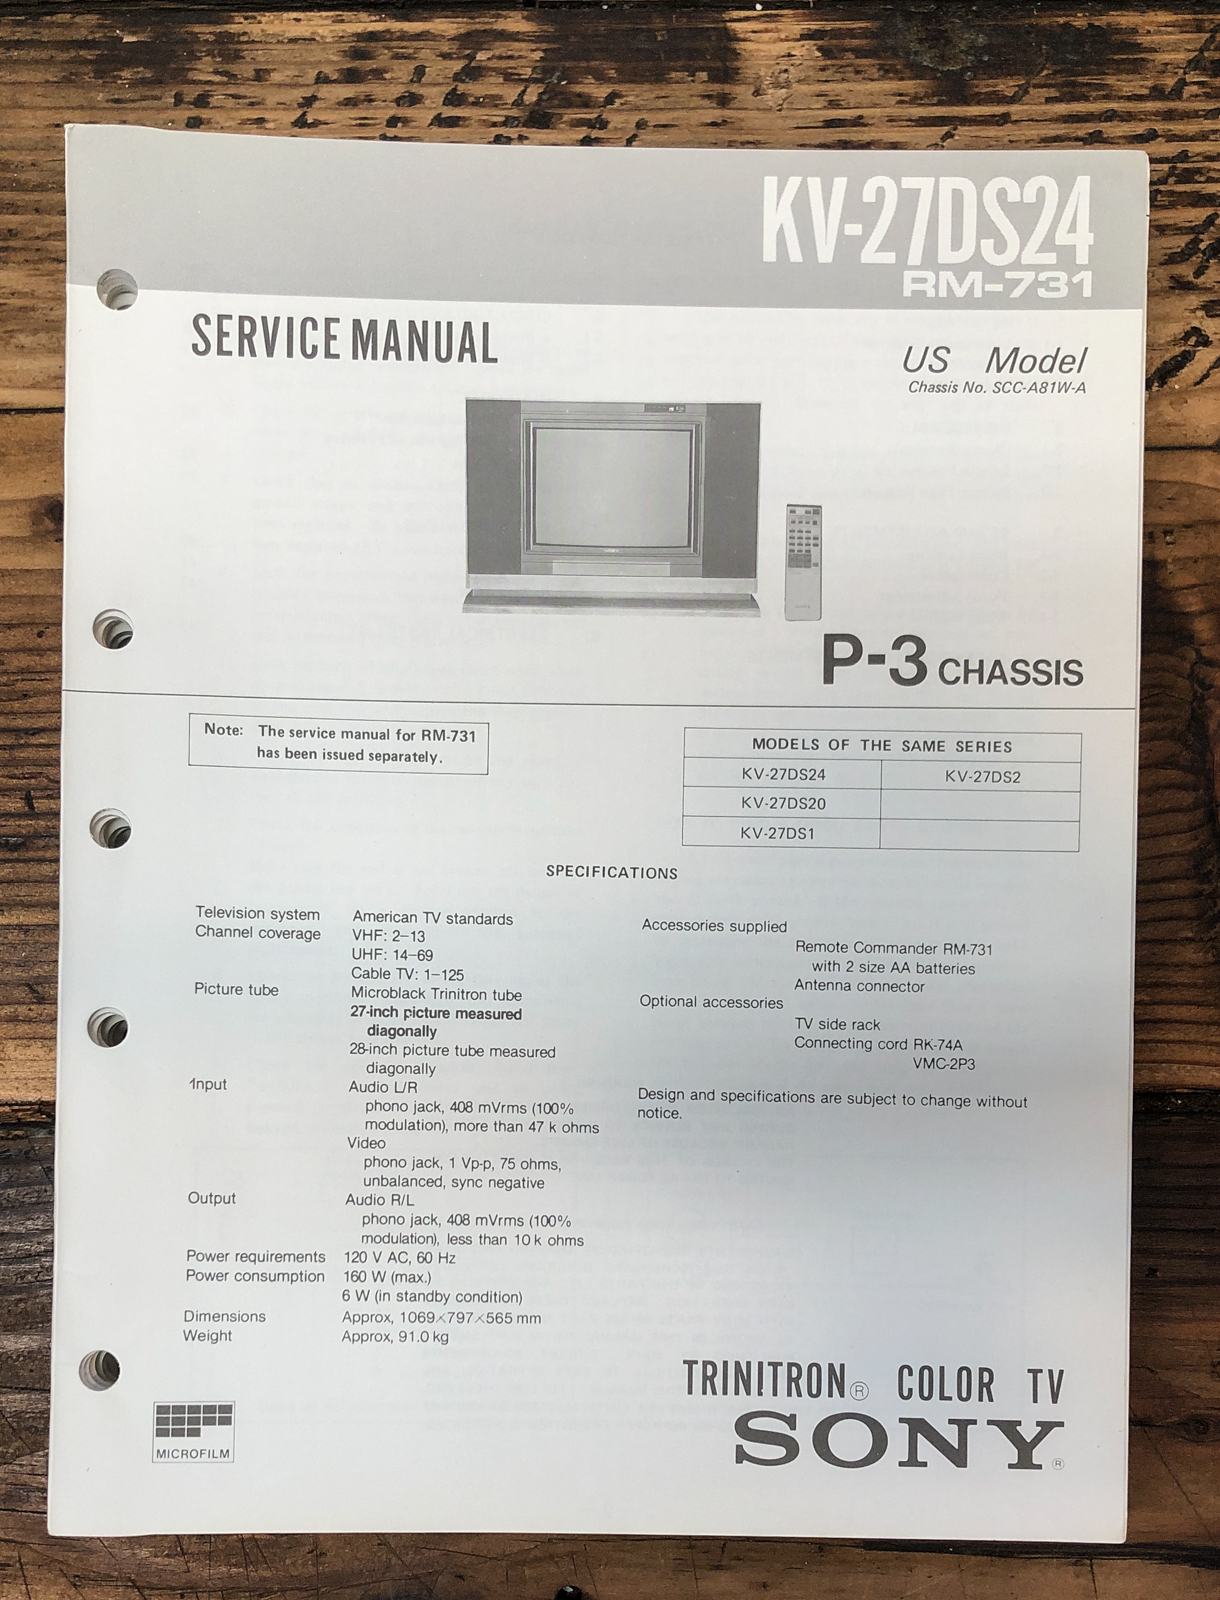 KV-27DS24
RM-731
SERVICE MANUAL
US Model
Chassis No. SCC-A81W-A
P-3 CHASSIS
Note: The service manual for RM-731
has been issued separately.
MODELS OF THE SAME SERIES
KV-27DS24 KV-27DS2
KV-27DS20
KV-27DS1
SPECIFICATIONS
Television system American TV standards
Channel coverage VHF: 2–13
UHF: 14–69
Cable TV: 1–125
Picture tube Microblack Trinitron tube
27-inch picture measured
diagonally
28-inch picture tube measured
diagonally
Input Audio L/R
phono jack, 408 mVrms (100%
modulation), more than 47 k ohms
Video
phono jack, 1 Vp-p, 75 ohms,
unbalanced, sync negative
Output Audio R/L
phono jack, 408 mVrms (100%
modulation), less than 10 k ohms
Power requirements 120 V AC, 60 Hz
Power consumption 160 W (max.)
6 W (in standby condition)
Dimensions Approx, 1069×797×565 mm
Weight Approx, 91.0 kg
Accessories supplied
Remote Commander RM-731
with 2 size AA batteries
Antenna connector
Optional accessories
TV side rack
Connecting cord RK-74A
VMC-2P3
Design and specifications are subject to change without
notice.
MICROFILM
TRINITRON® COLOR TV
SONY®